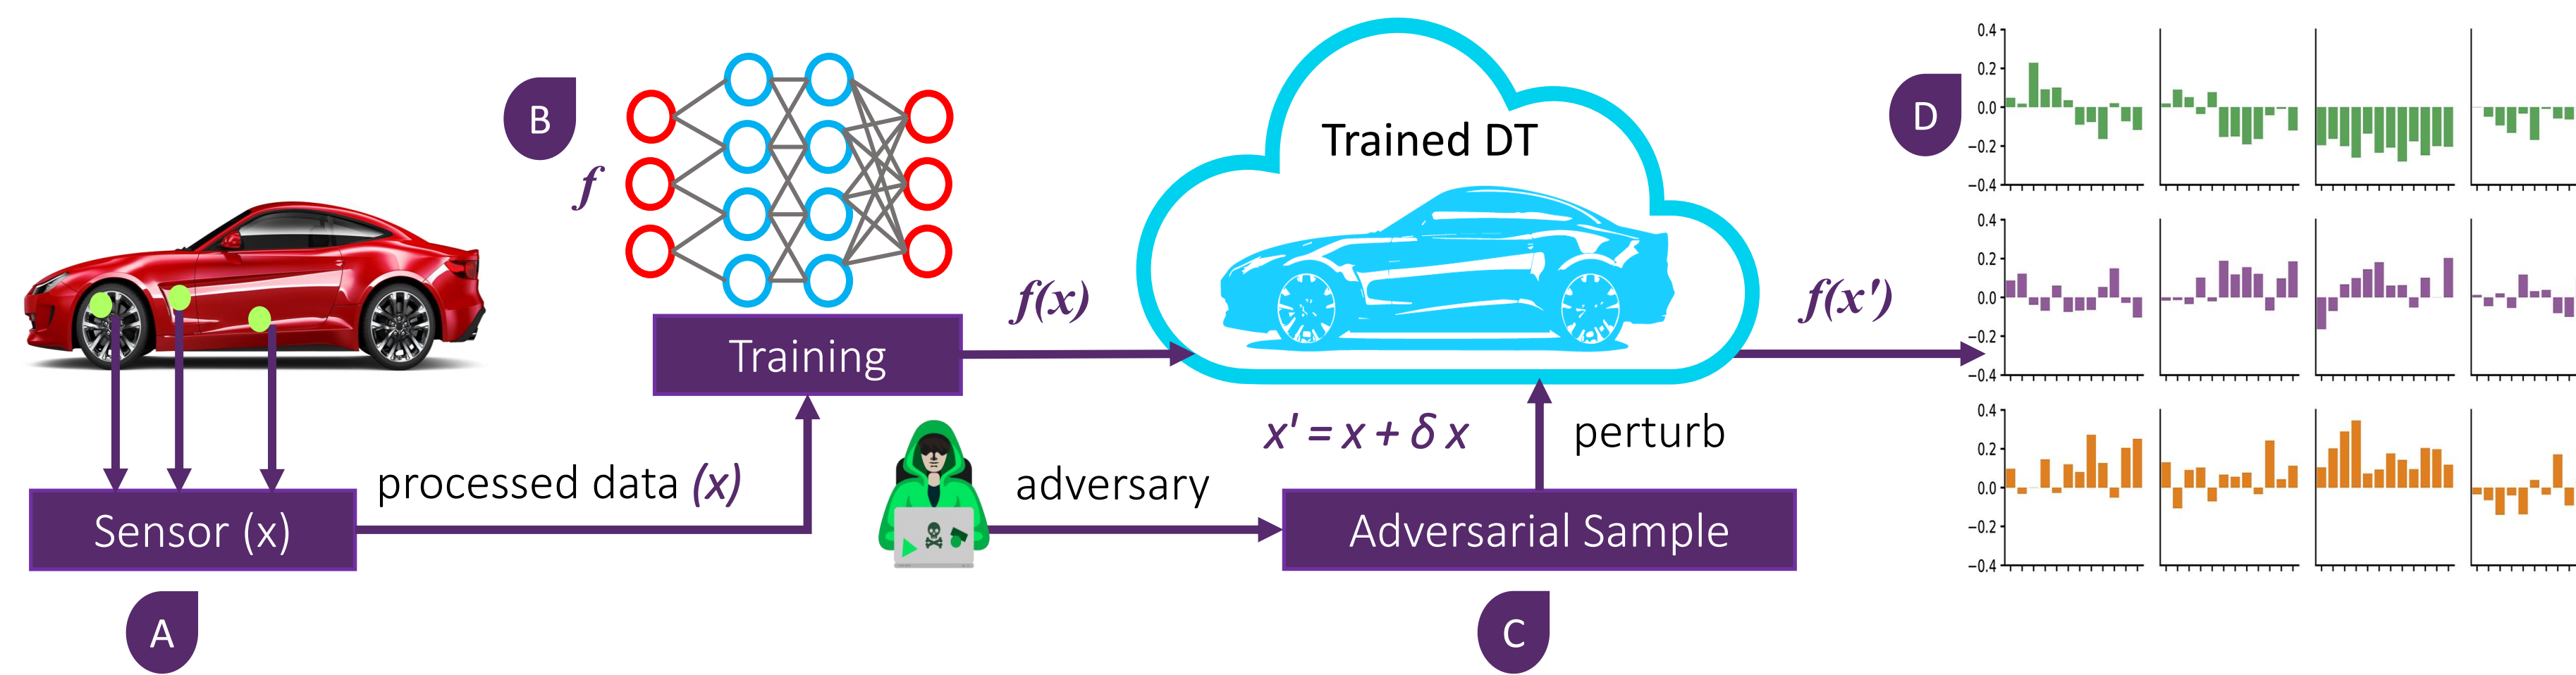 B
f
Training
f(x)
Trained DT
f(x')
D
0.4
0.2
0.0
−0.2
−0.4
0.4
0.2
0.0
−0.2
−0.4
0.4
0.2
0.0
−0.2
−0.4
processed data (x)
Sensor (x)
A
adversary
x' = x + δ x
perturb
Adversarial Sample
C